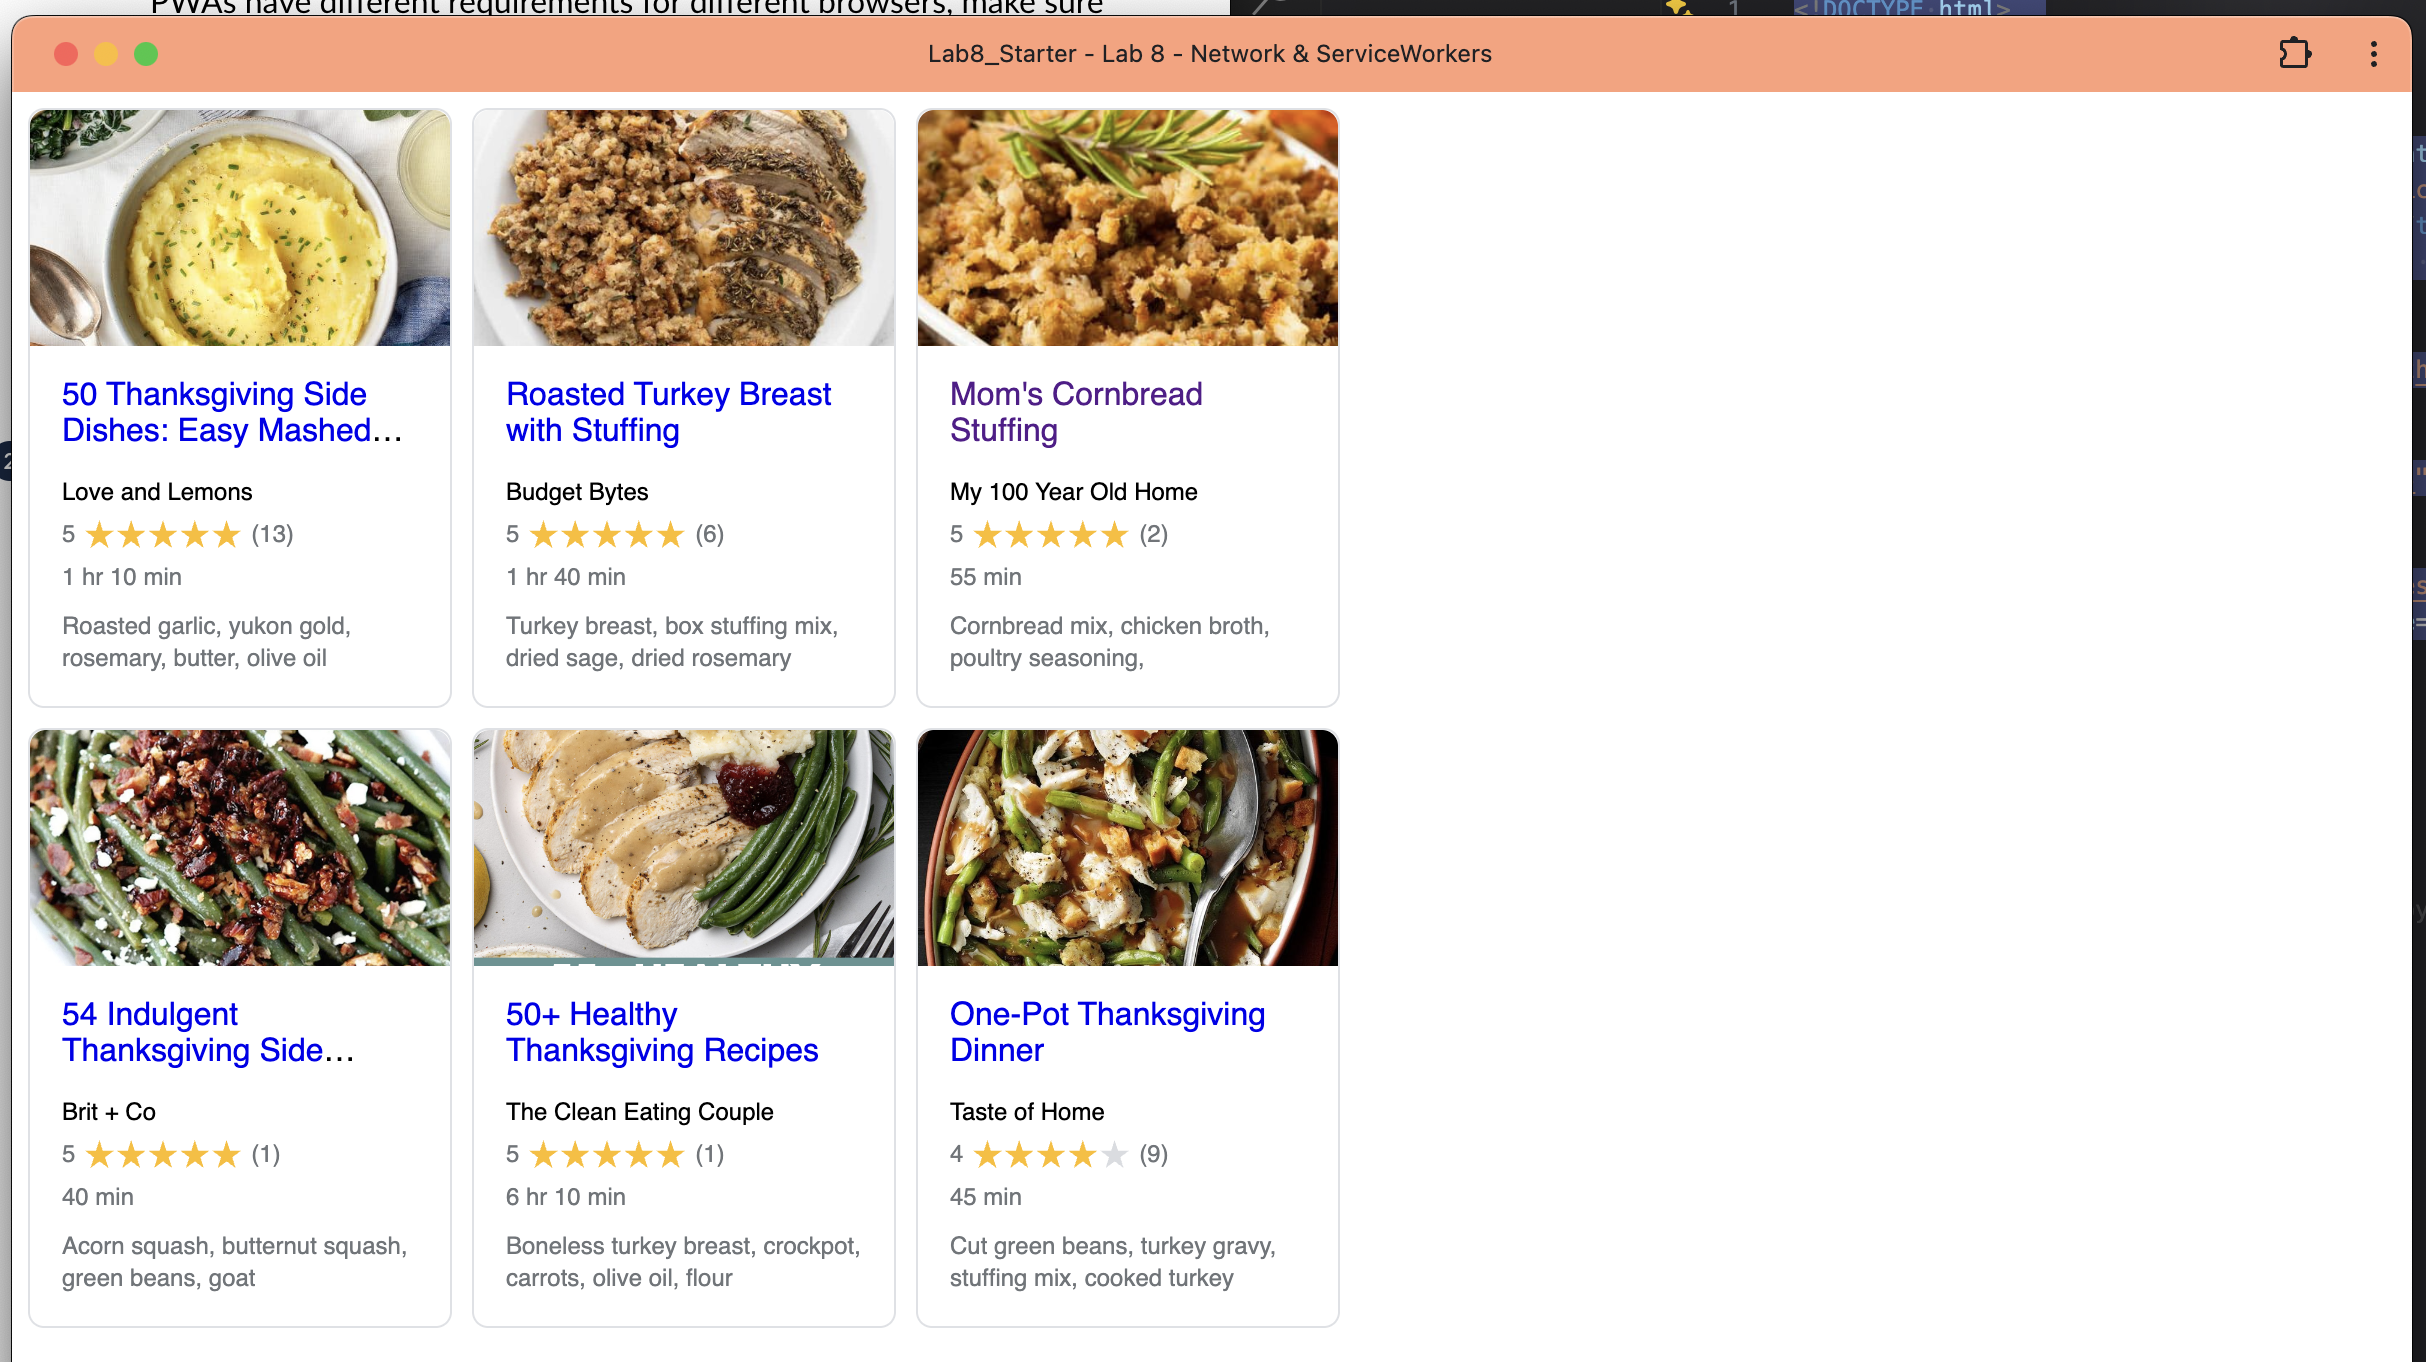 PWAs have different requirements for different browsers, make sure
1 <!DOCTYPE html>
Lab8_Starter - Lab 8 - Network & ServiceWorkers
50 Thanksgiving Side
Dishes: Easy Mashed...
Love and Lemons
5 ★★★★★ (13)
1 hr 10 min
Roasted garlic, yukon gold,
rosemary, butter, olive oil
Roasted Turkey Breast
with Stuffing
Budget Bytes
5 ★★★★★ (6)
1 hr 40 min
Turkey breast, box stuffing mix,
dried sage, dried rosemary
Mom's Cornbread
Stuffing
My 100 Year Old Home
5 ★★★★★ (2)
55 min
Cornbread mix, chicken broth,
poultry seasoning,
54 Indulgent
Thanksgiving Side...
Brit + Co
5 ★★★★★ (1)
40 min
Acorn squash, butternut squash,
green beans, goat
50+ Healthy
Thanksgiving Recipes
The Clean Eating Couple
5 ★★★★★ (1)
6 hr 10 min
Boneless turkey breast, crockpot,
carrots, olive oil, flour
One-Pot Thanksgiving
Dinner
Taste of Home
4 ★★★★★ (9)
45 min
Cut green beans, turkey gravy,
stuffing mix, cooked turkey